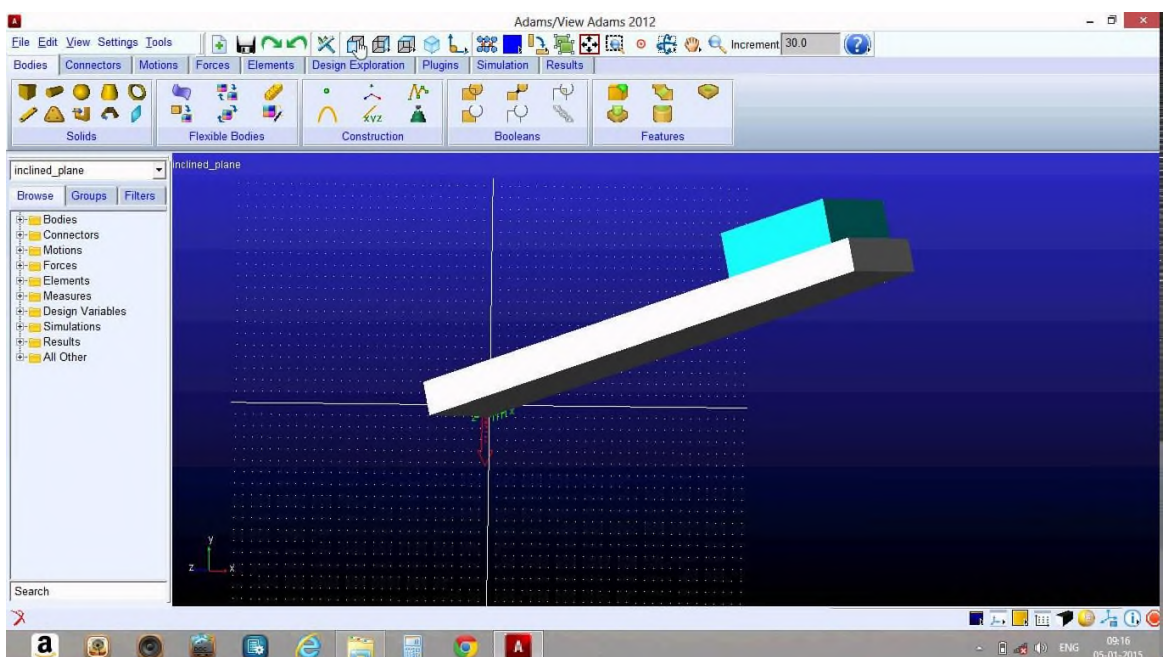 Adams/View Adams 2012
File Edit View Settings Tools
Increment 30.0
Bodies Connectors Motions Forces Elements Design Exploration Plugins Simulation Results
Solids Flexible Bodies Construction Booleans Features
inclined_plane
inclined_plane
Browse Groups Filters
Bodies
Connectors
Motions
Forces
Elements
Measures
Design Variables
Simulations
Results
All Other
y
z x
Search
ENG 09:16
05-01-2015